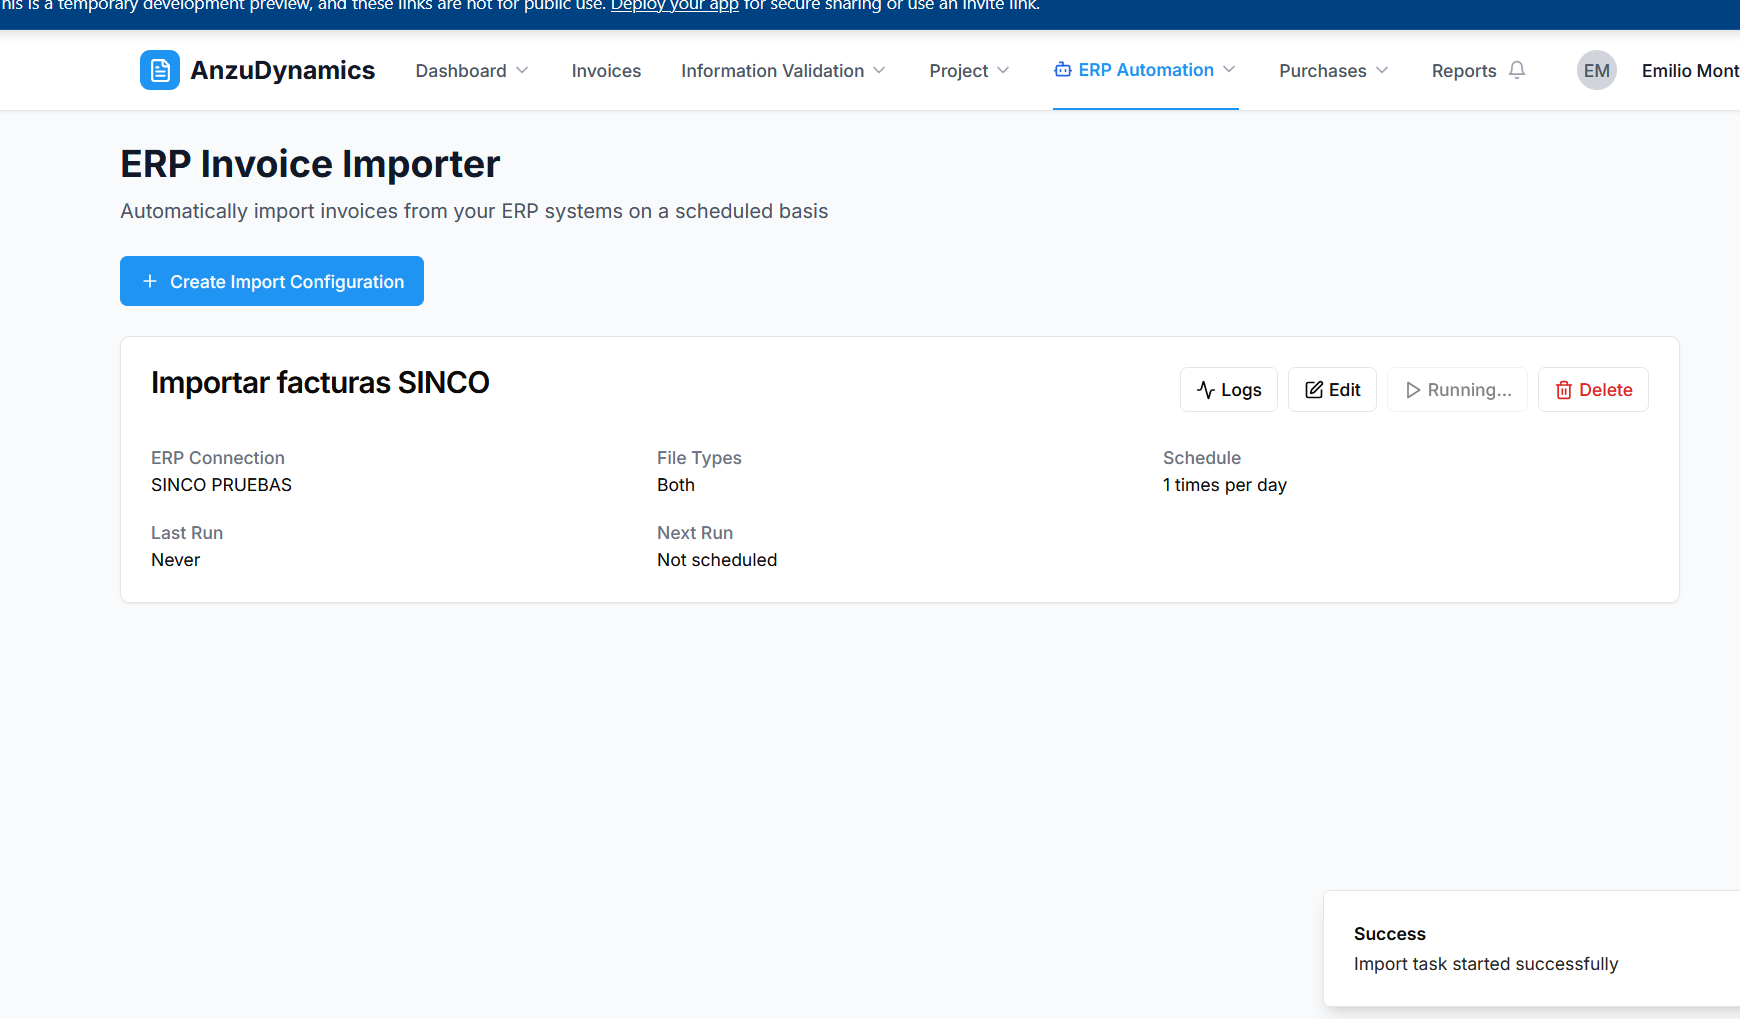 his is a temporary development preview, and these links are not for public use. Deploy your app for secure sharing or use an invite link.
AnzuDynamics
Dashboard
Invoices
Information Validation
Project
ERP Automation
Purchases
Reports
EM
Emilio Mont
ERP Invoice Importer
Automatically import invoices from your ERP systems on a scheduled basis
+ Create Import Configuration
Importar facturas SINCO
Logs
Edit
Running...
Delete
ERP Connection
SINCO PRUEBAS
File Types
Both
Schedule
1 times per day
Last Run
Never
Next Run
Not scheduled
Success
Import task started successfully